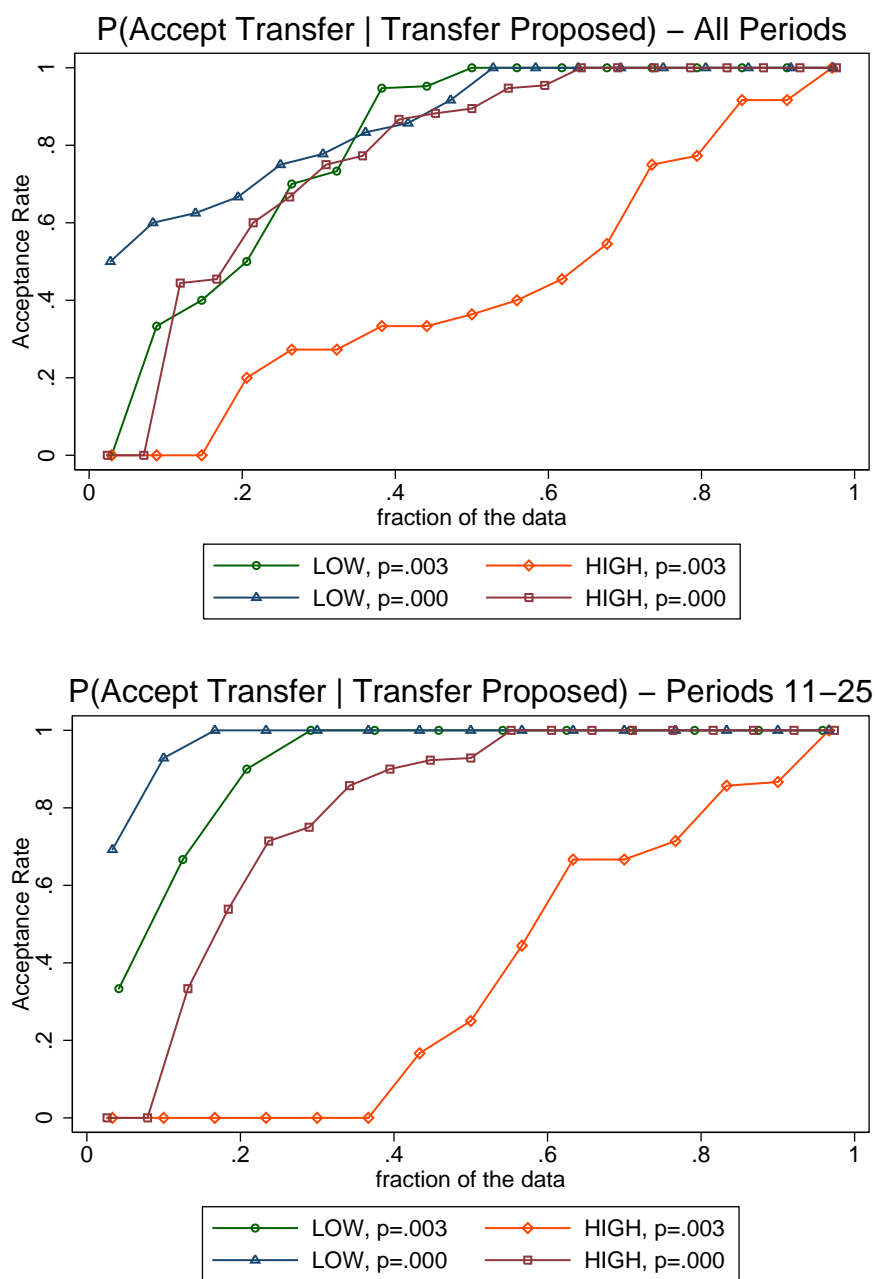 P(Accept Transfer | Transfer Proposed) − All Periods
Acceptance Rate
1
.8
.6
.4
.2
0
0 .2 .4 .6 .8 1
fraction of the data
LOW, p=.003 HIGH, p=.003
LOW, p=.000 HIGH, p=.000
P(Accept Transfer | Transfer Proposed) − Periods 11−25
Acceptance Rate
1
.8
.6
.4
.2
0
0 .2 .4 .6 .8 1
fraction of the data
LOW, p=.003 HIGH, p=.003
LOW, p=.000 HIGH, p=.000